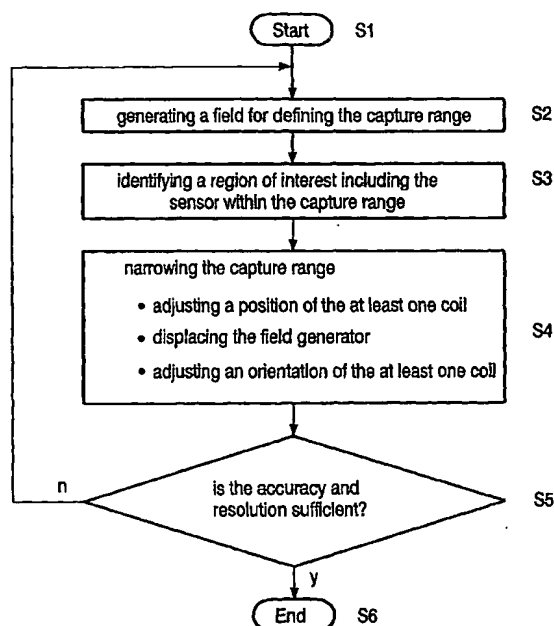 Start S1
generating a field for defining the capture range S2
identifying a region of interest including the S3
sensor within the capture range
narrowing the capture range
• adjusting a position of the at least one coil
• displacing the field generator S4
• adjusting an orientation of the at least one coil
n
is the accuracy and
resolution sufficient? S5
y
End S6